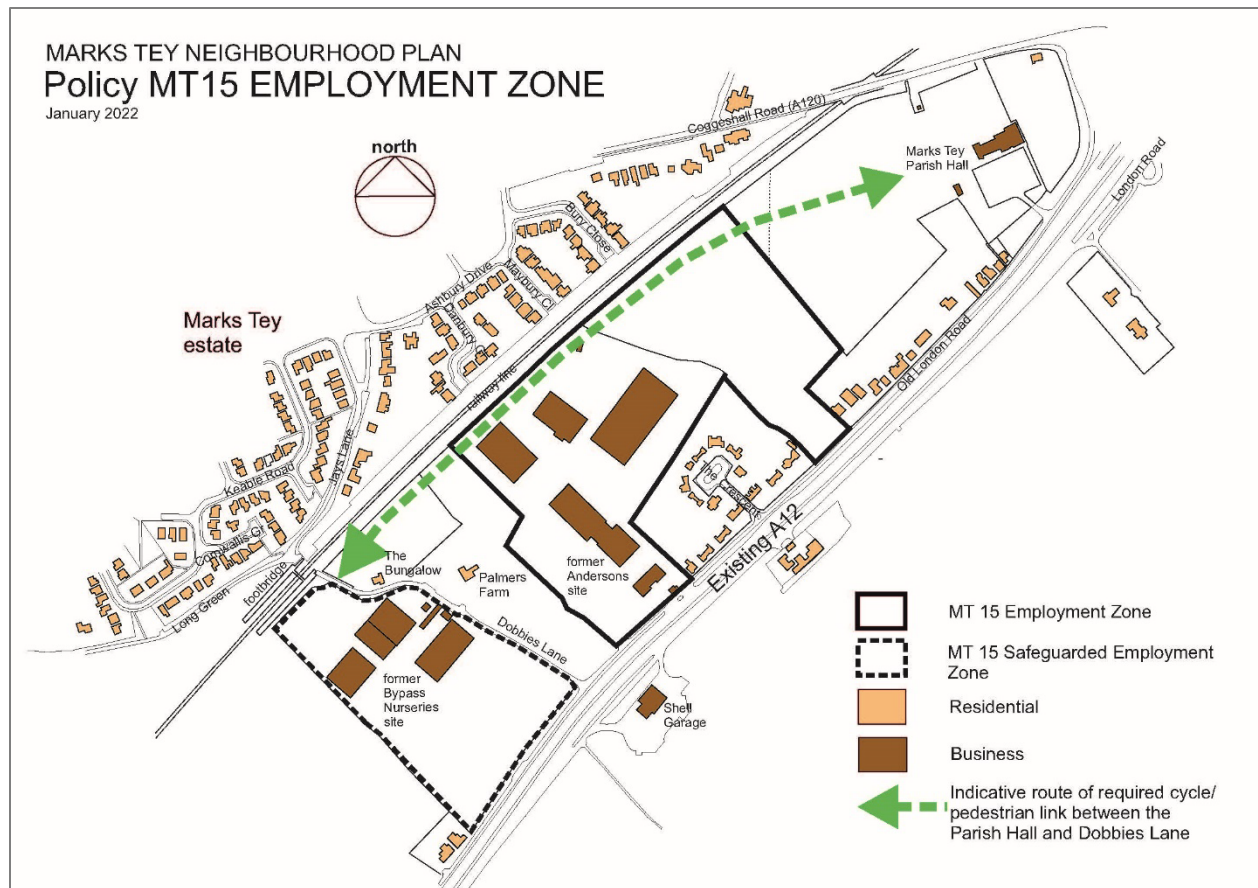 MARKS TEY NEIGHBOURHOOD PLAN
Policy MT15 EMPLOYMENT ZONE
January 2022
north
Coggeshall Road (A120)
Marks Tey
Parish Hall
London Road
Bury Close
Maybury Cl
Ashbury Drive
Danbury Cl
Marks Tey
estate
railway line
Old London Road
Jays Lane
Keable Road
The Crescent
Cornwallis Gr
Existing A12
former
Andersons
site
The
Bungalow
Palmers
Farm
footbridge
Long Green
Dobbies Lane
former
Bypass
Nurseries
site
Shell
Garage
MT 15 Employment Zone
MT 15 Safeguarded Employment
Zone
Residential
Business
Indicative route of required cycle/
pedestrian link between the
Parish Hall and Dobbies Lane